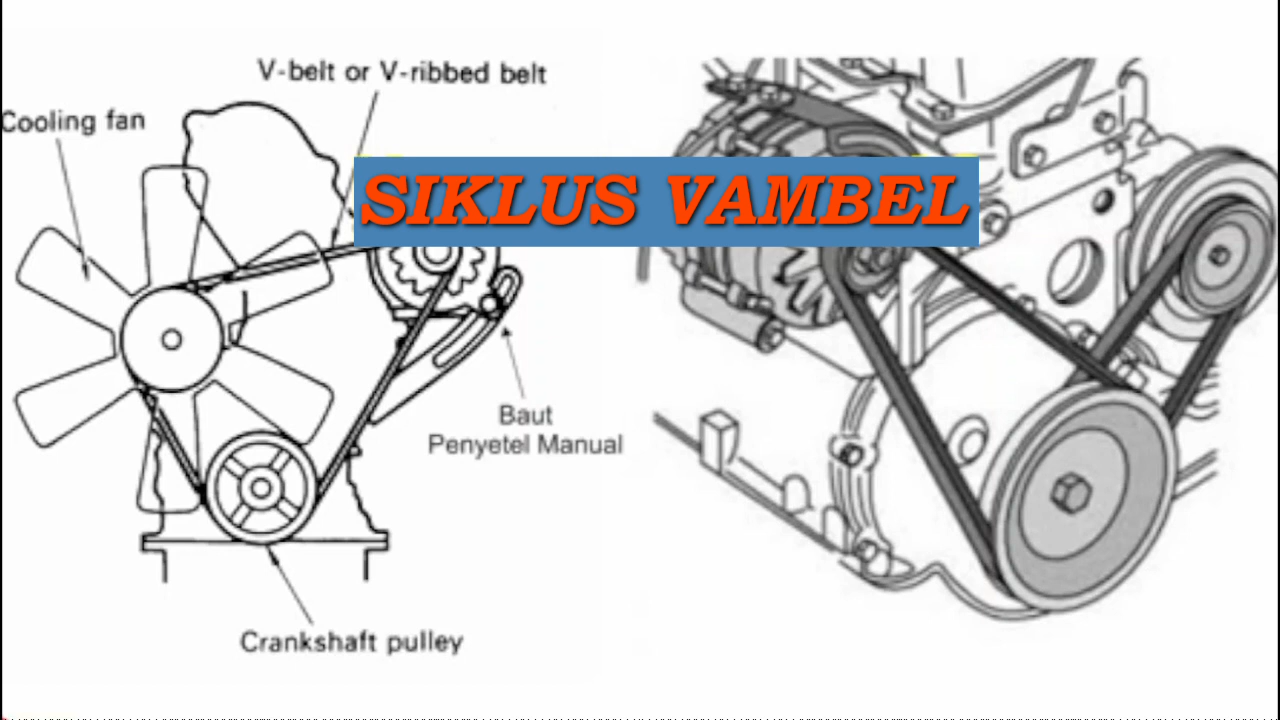 V-belt or V-ribbed belt
Cooling fan
SIKLUS VAMBEL
Baut
Penyetel Manual
Crankshaft pulley